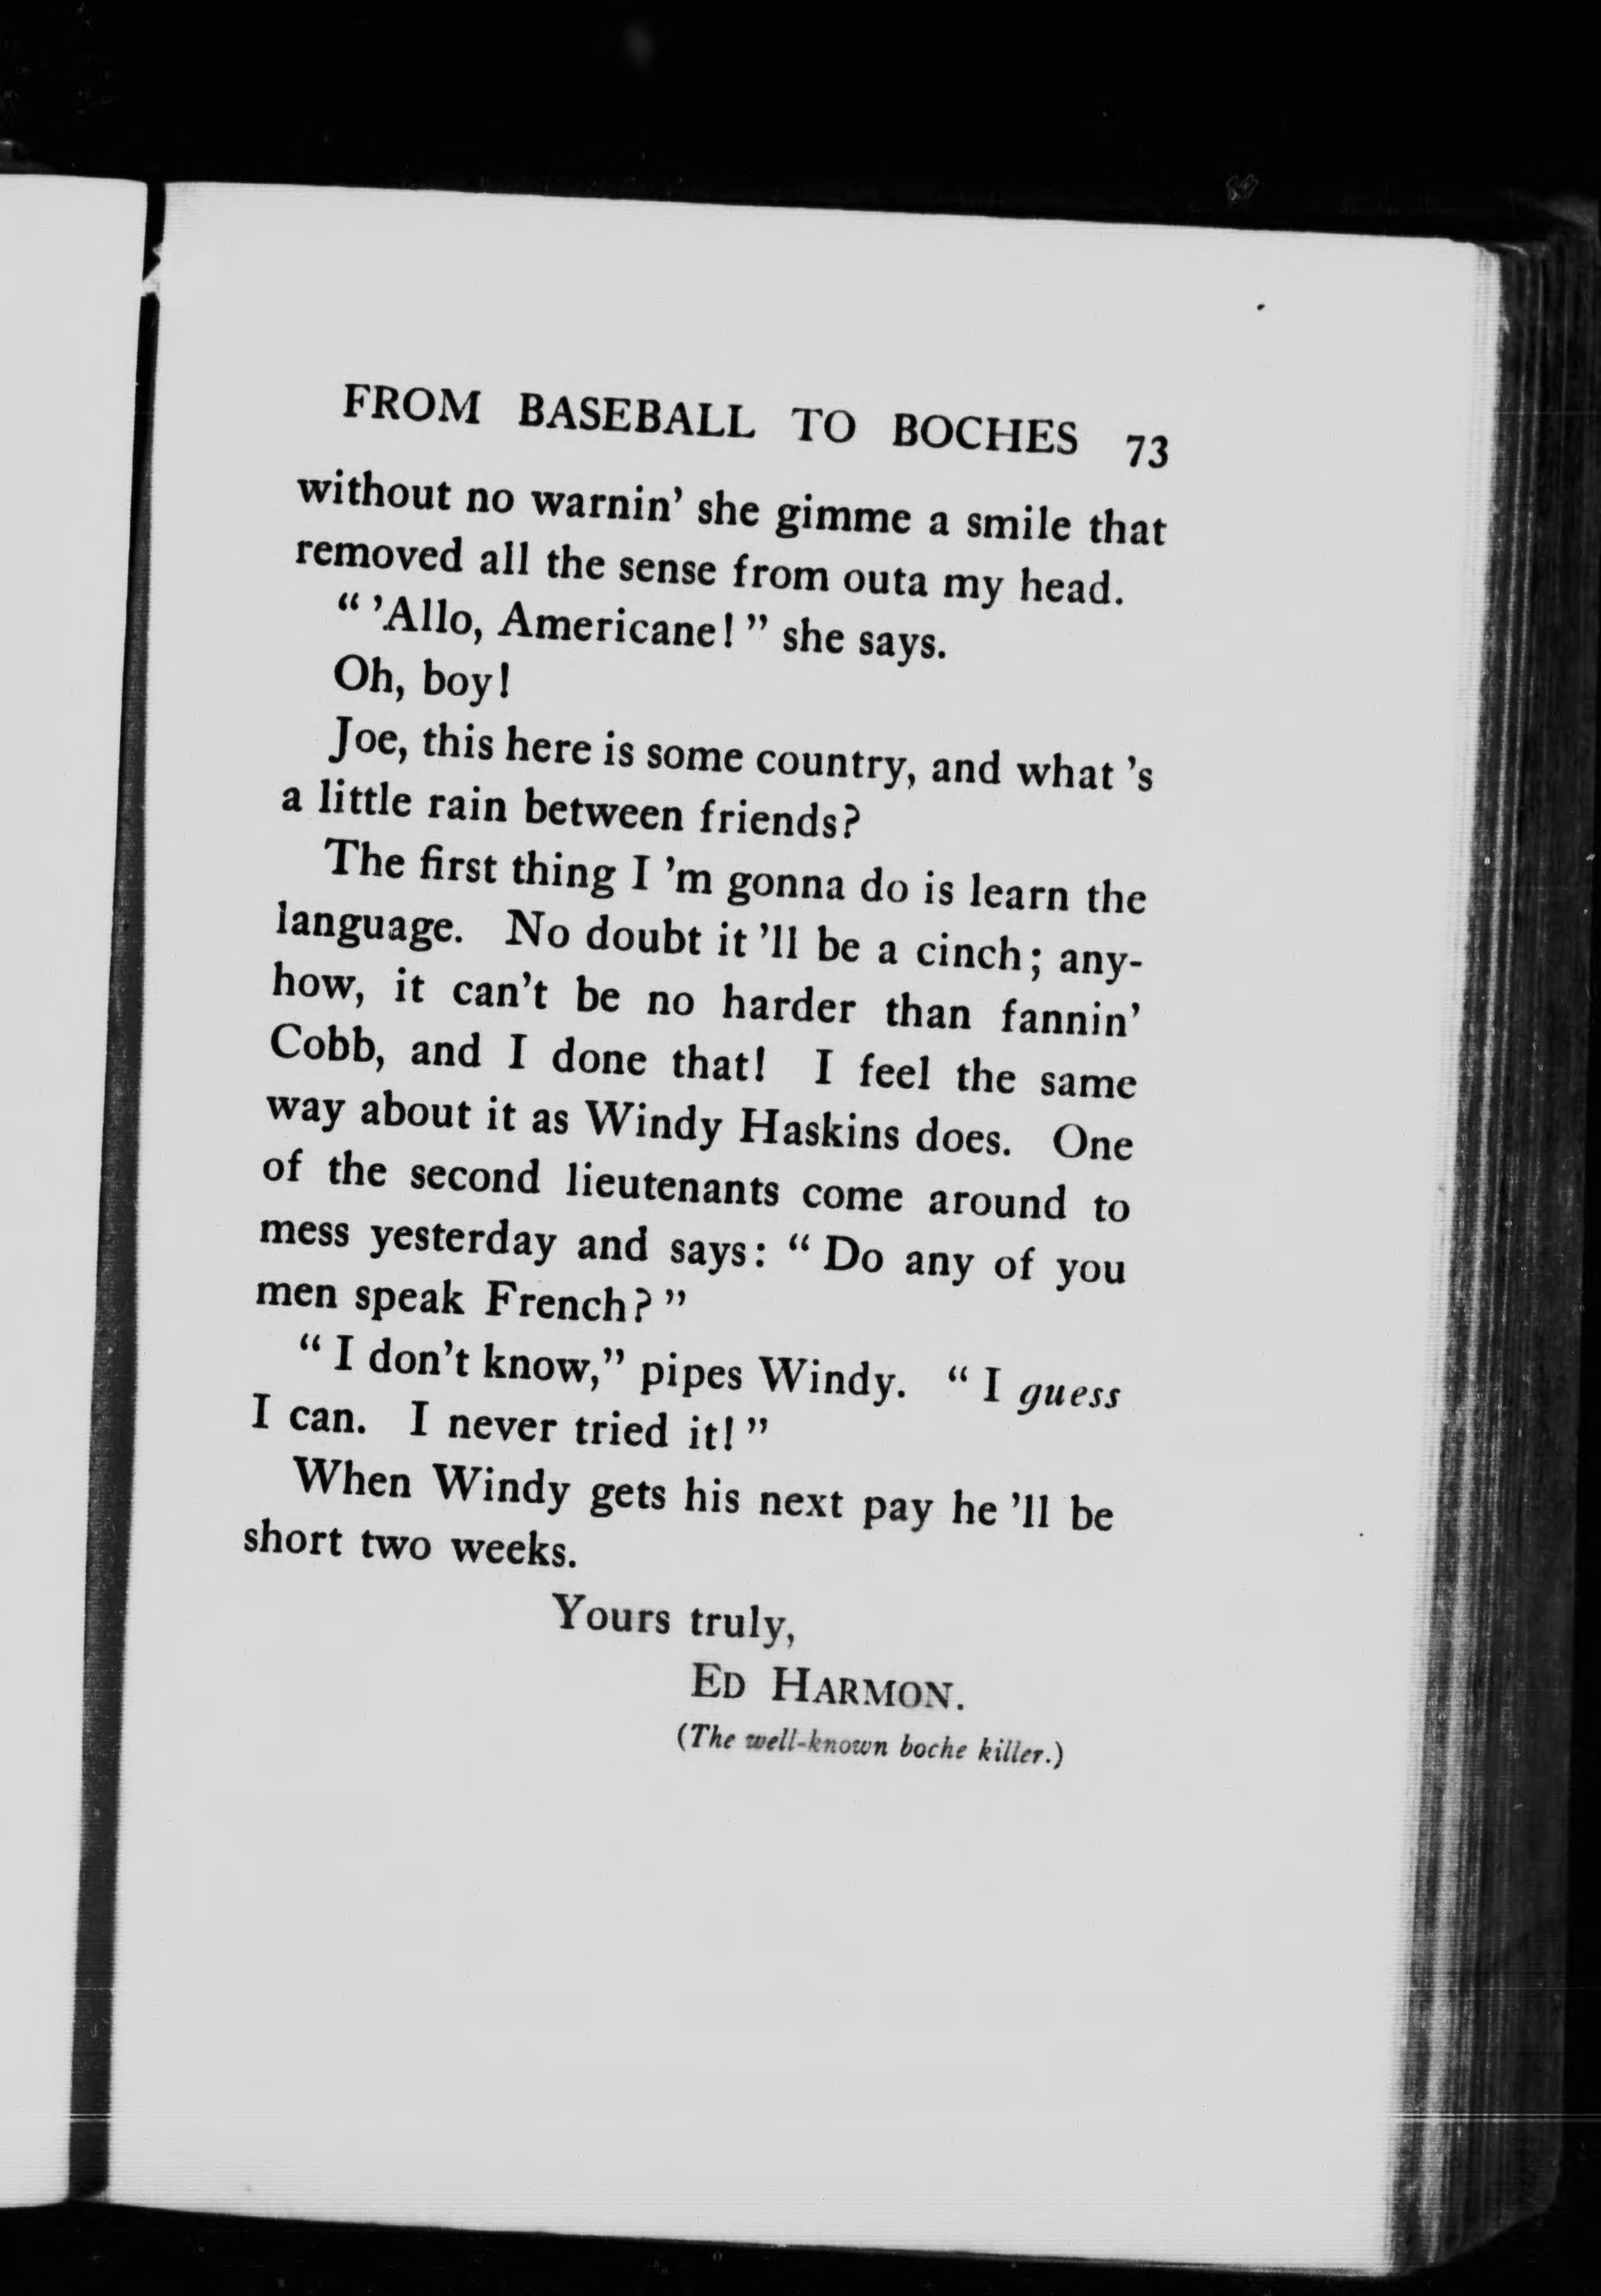 FROM BASEBALL TO BOCHES 73
without no warnin’ she gimme a smile that
removed all the sense from outa my head.
“ ’Allo, Americane! ” she says.
Oh, boy!
Joe, this here is some country, and what ’s
a little rain between friends?
The first thing I ’m gonna do is learn the
language. No doubt it ’ll be a cinch; any-
how, it can’t be no harder than fannin’
Cobb, and I done that! I feel the same
way about it as Windy Haskins does. One
of the second lieutenants come around to
mess yesterday and says: “ Do any of you
men speak French? ”
“ I don’t know,” pipes Windy. “ I guess
I can. I never tried it! ”
When Windy gets his next pay he ’ll be
short two weeks.
Yours truly,
ED HARMON.
(The well-known boche killer.)